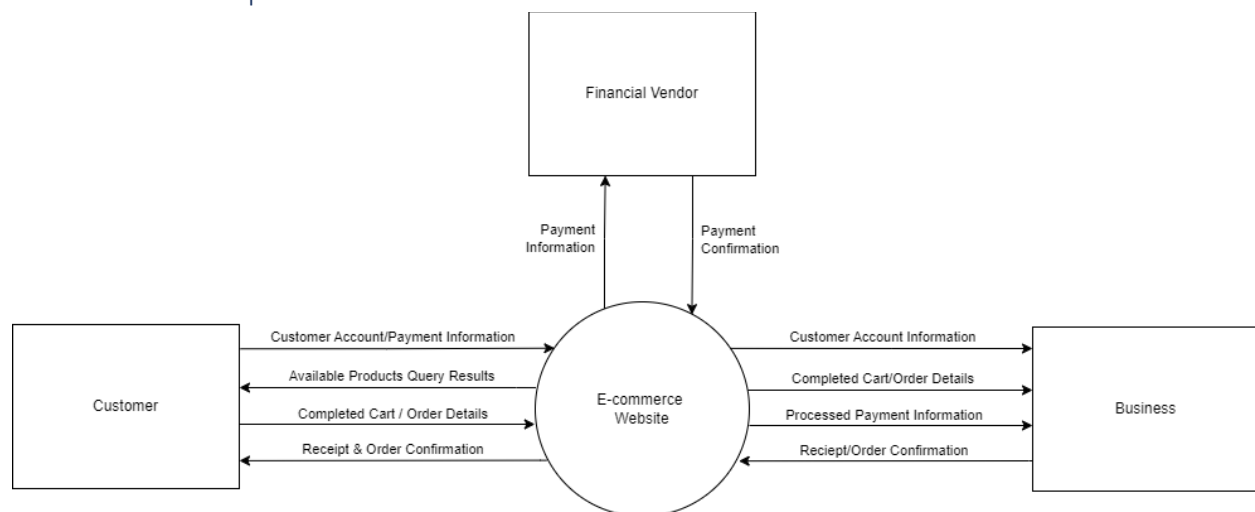 Financial Vendor
Payment
Information
Payment
Confirmation
Customer Account/Payment Information
Customer Account Information
Available Products Query Results
Completed Cart/Order Details
Customer
E-commerce
Website
Business
Completed Cart / Order Details
Processed Payment Information
Receipt & Order Confirmation
Reciept/Order Confirmation